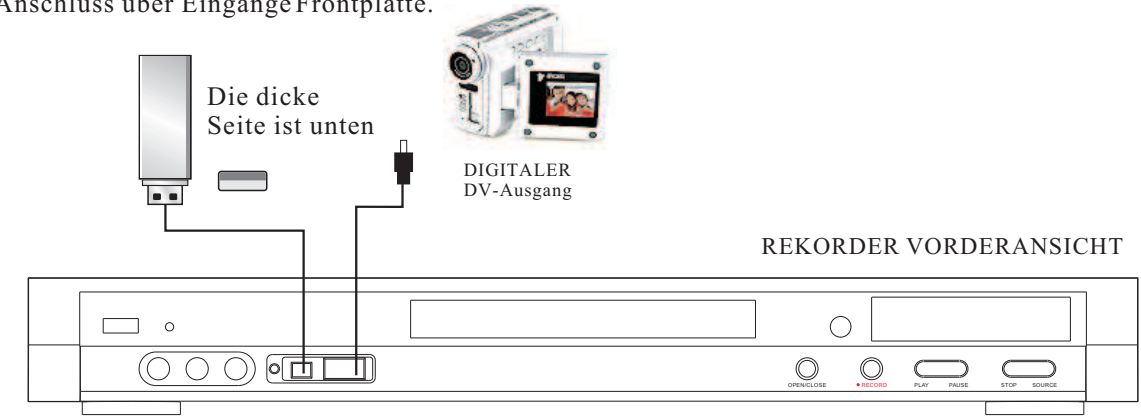 Anschluss über Eingänge Frontplatte.
Die dicke
Seite ist unten
DIGITALER
DV-Ausgang
REKORDER VORDERANSICHT
OPEN/CLOSE
RECORD
PLAY PAUSE
STOP SOURCE